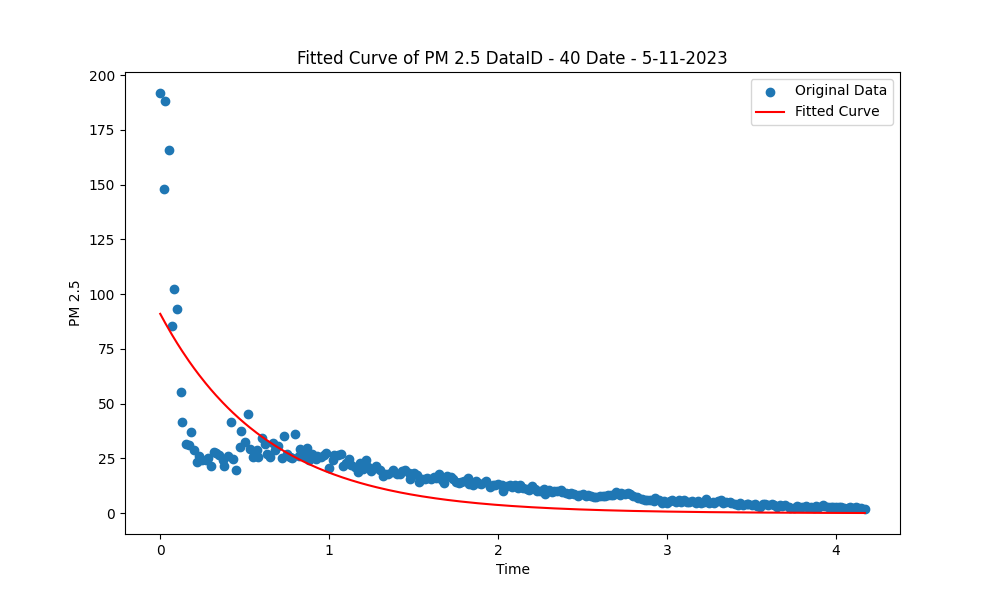 Fitted Curve of PM 2.5 DataID - 40 Date - 5-11-2023
Original Data
Fitted Curve
200
175
150
125
100
75
50
25
0
PM 2.5
0 1 2 3 4
Time